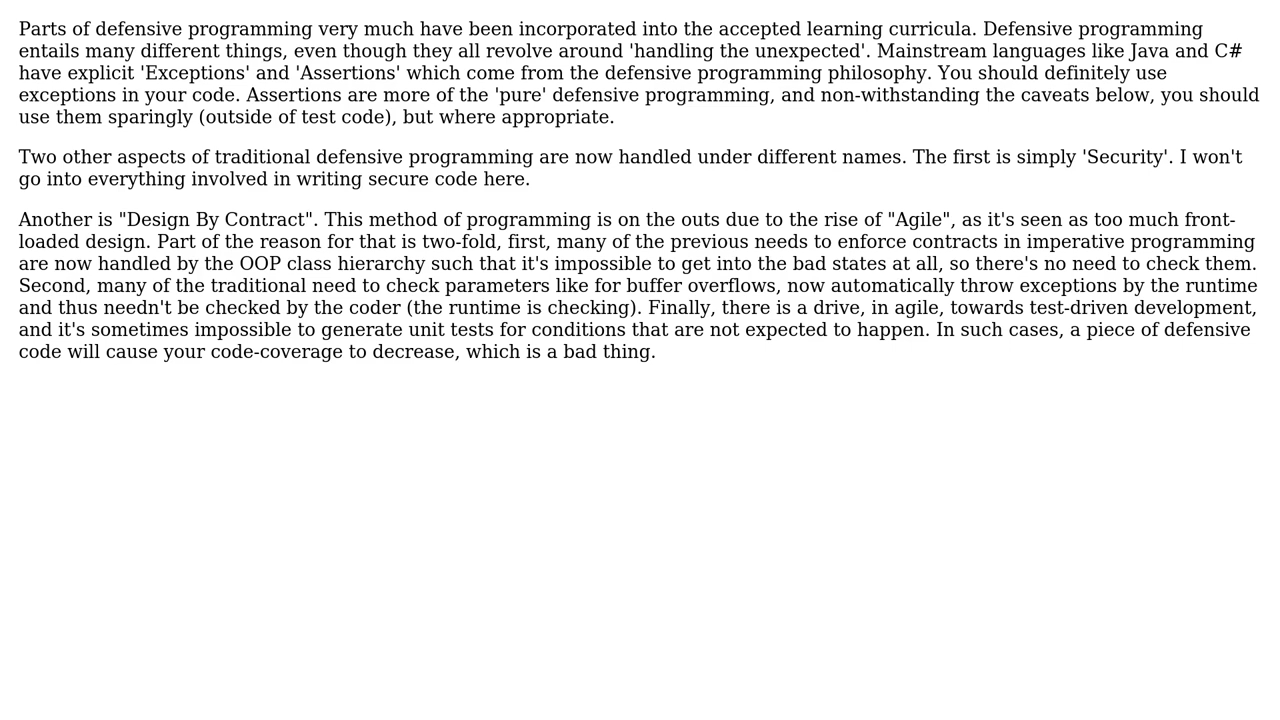 Parts of defensive programming very much have been incorporated into the accepted learning curricula. Defensive programming
entails many different things, even though they all revolve around 'handling the unexpected'. Mainstream languages like Java and C#
have explicit 'Exceptions' and 'Assertions' which come from the defensive programming philosophy. You should definitely use
exceptions in your code. Assertions are more of the 'pure' defensive programming, and non-withstanding the caveats below, you should
use them sparingly (outside of test code), but where appropriate.
Two other aspects of traditional defensive programming are now handled under different names. The first is simply 'Security'. I won't
go into everything involved in writing secure code here.
Another is "Design By Contract". This method of programming is on the outs due to the rise of "Agile", as it's seen as too much front-
loaded design. Part of the reason for that is two-fold, first, many of the previous needs to enforce contracts in imperative programming
are now handled by the OOP class hierarchy such that it's impossible to get into the bad states at all, so there's no need to check them.
Second, many of the traditional need to check parameters like for buffer overflows, now automatically throw exceptions by the runtime
and thus needn't be checked by the coder (the runtime is checking). Finally, there is a drive, in agile, towards test-driven development,
and it's sometimes impossible to generate unit tests for conditions that are not expected to happen. In such cases, a piece of defensive
code will cause your code-coverage to decrease, which is a bad thing.